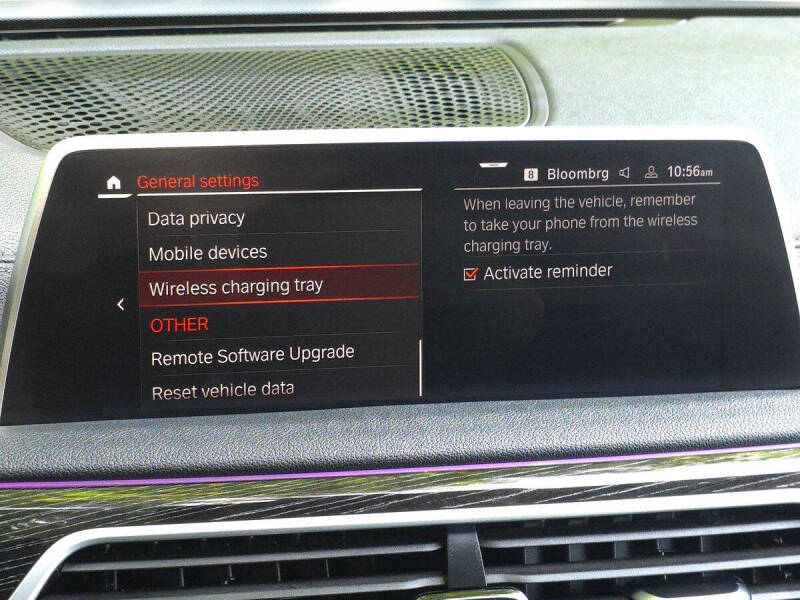 General settings
8 Bloombrg 10:56am
Data privacy
Mobile devices
Wireless charging tray
OTHER
Remote Software Upgrade
Reset vehicle data
When leaving the vehicle, remember
to take your phone from the wireless
charging tray.
Activate reminder